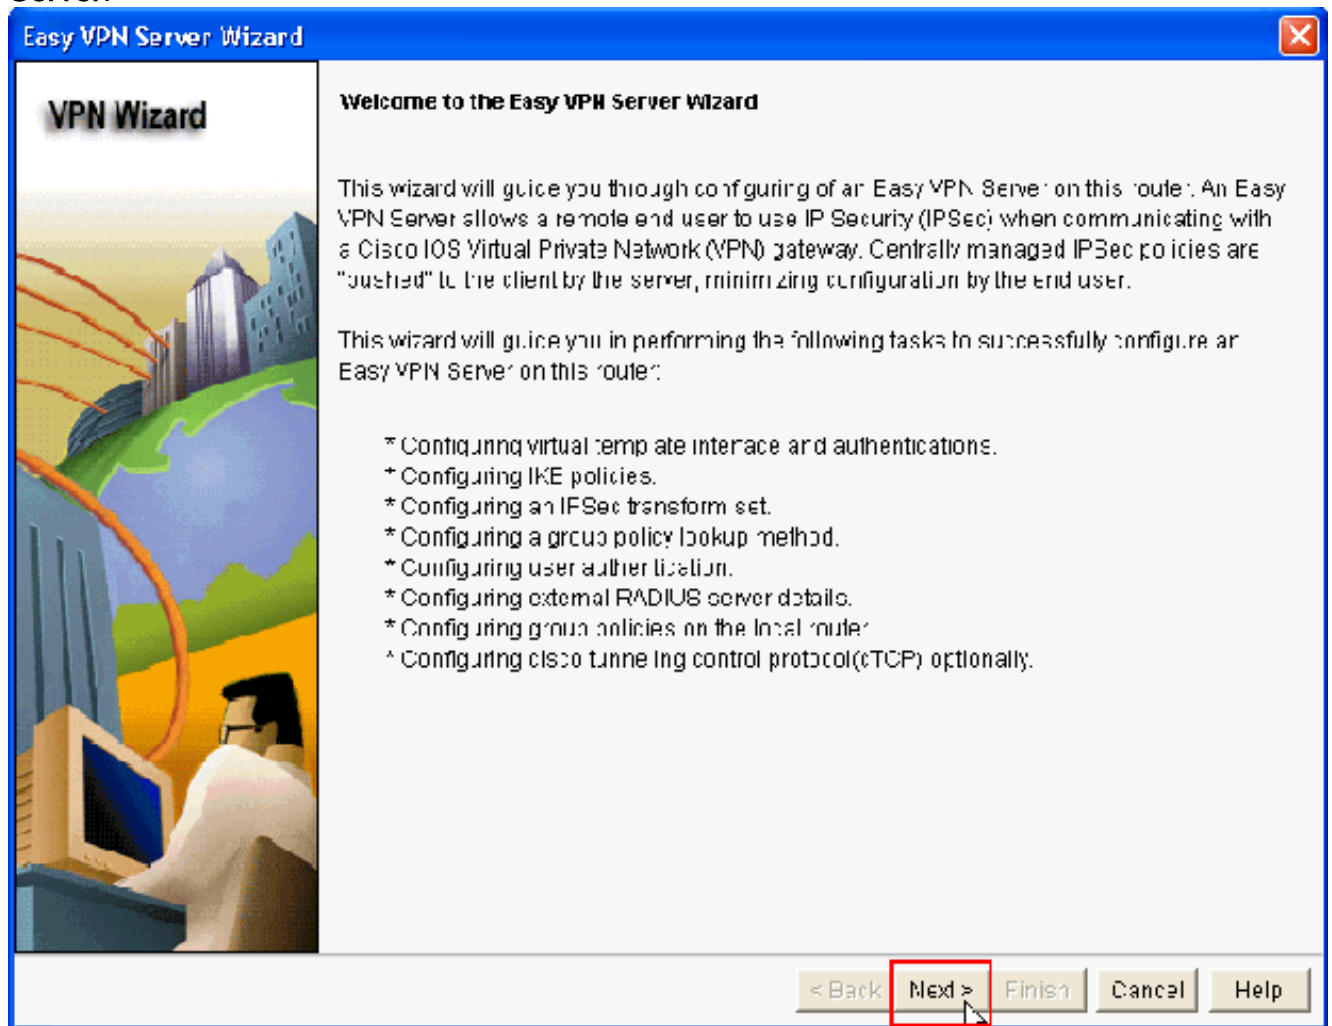 Server.
Easy VPN Server Wizard
VPN Wizard
Welcome to the Easy VPN Server Wizard
This wizard will guide you through configuring of an Easy VPN Server on this router. An Easy
VPN Server allows a remote end user to use IP Security (IPSec) when communicating with
a Cisco IOS Virtual Private Network (VPN) gateway. Centrally managed IPSec policies are
"pushed" to the client by the server, minimizing configuration by the end user.
This wizard will guide you in performing the following tasks to successfully configure an
Easy VPN Server on this router:
* Configuring virtual template interface and authentications.
* Configuring IKE policies.
* Configuring an IPSec transform set.
* Configuring a group policy lookup method.
* Configuring user authentication.
* Configuring external RADIUS server details.
* Configuring group policies on the local router
* Configuring cisco tunneling control protocol(cTCP) optionally.
< Back Next > Finish Cancel Help